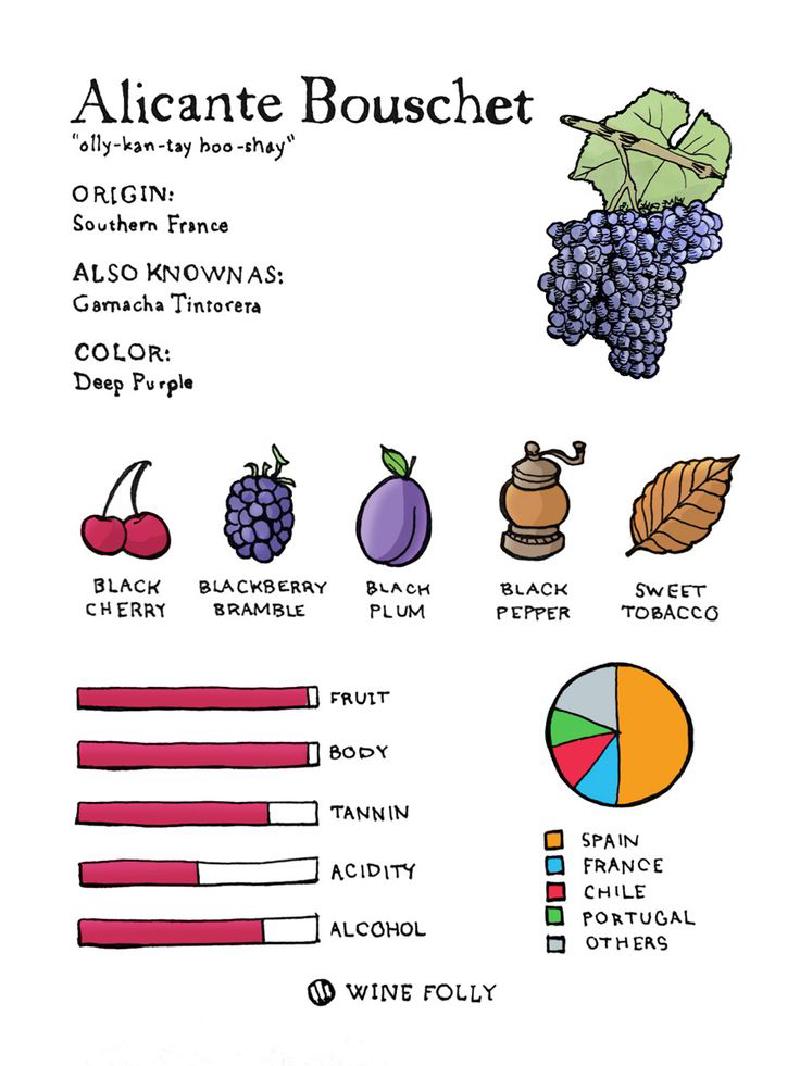 Alicante Bouschet
"olly-kan-tay boo-shay"
ORIGIN:
Southern France
ALSO KNOWN AS:
Garnacha Tintorera
COLOR:
Deep Purple
BLACK
CHERRY
BLACKBERRY
BRAMBLE
BLACK
PLUM
BLACK
PEPPER
SWEET
TOBACCO
FRUIT
BODY
TANNIN
ACIDITY
ALCOHOL
SPAIN
FRANCE
CHILE
PORTUGAL
OTHERS
WINE FOLLY